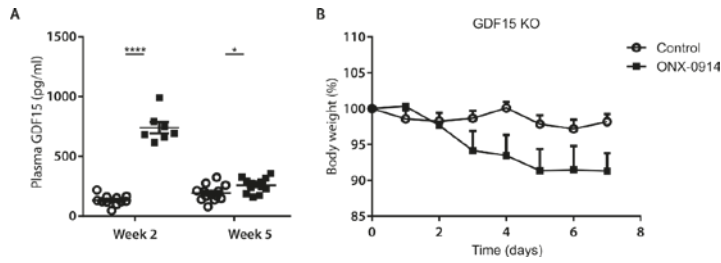 A
Plasma GDF15 (pg/ml)
1500
1000
500
0
****
*
Week 2
Week 5
B
GDF15 KO
Body weight (%)
110
105
100
95
90
85
0 2 4 6 8
Time (days)
Control
ONX-0914